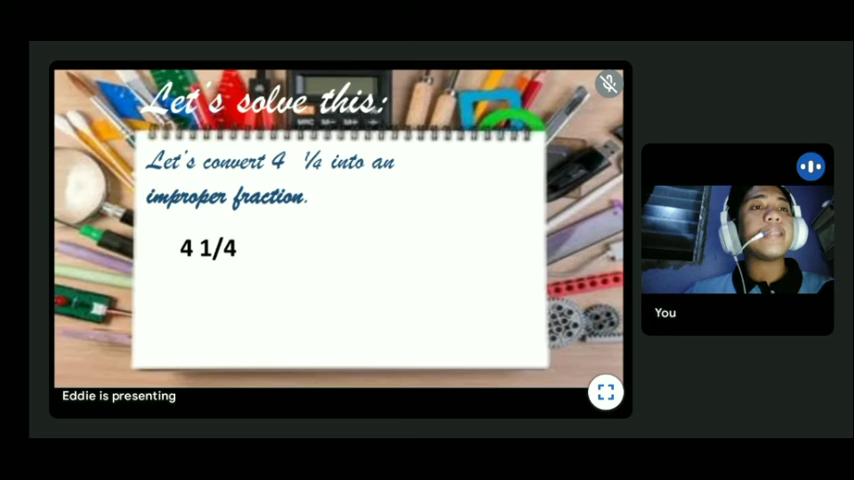 Let's solve this:
Let's convert 4 ¼ into an
improper fraction.
4 1/4
You
Eddie is presenting